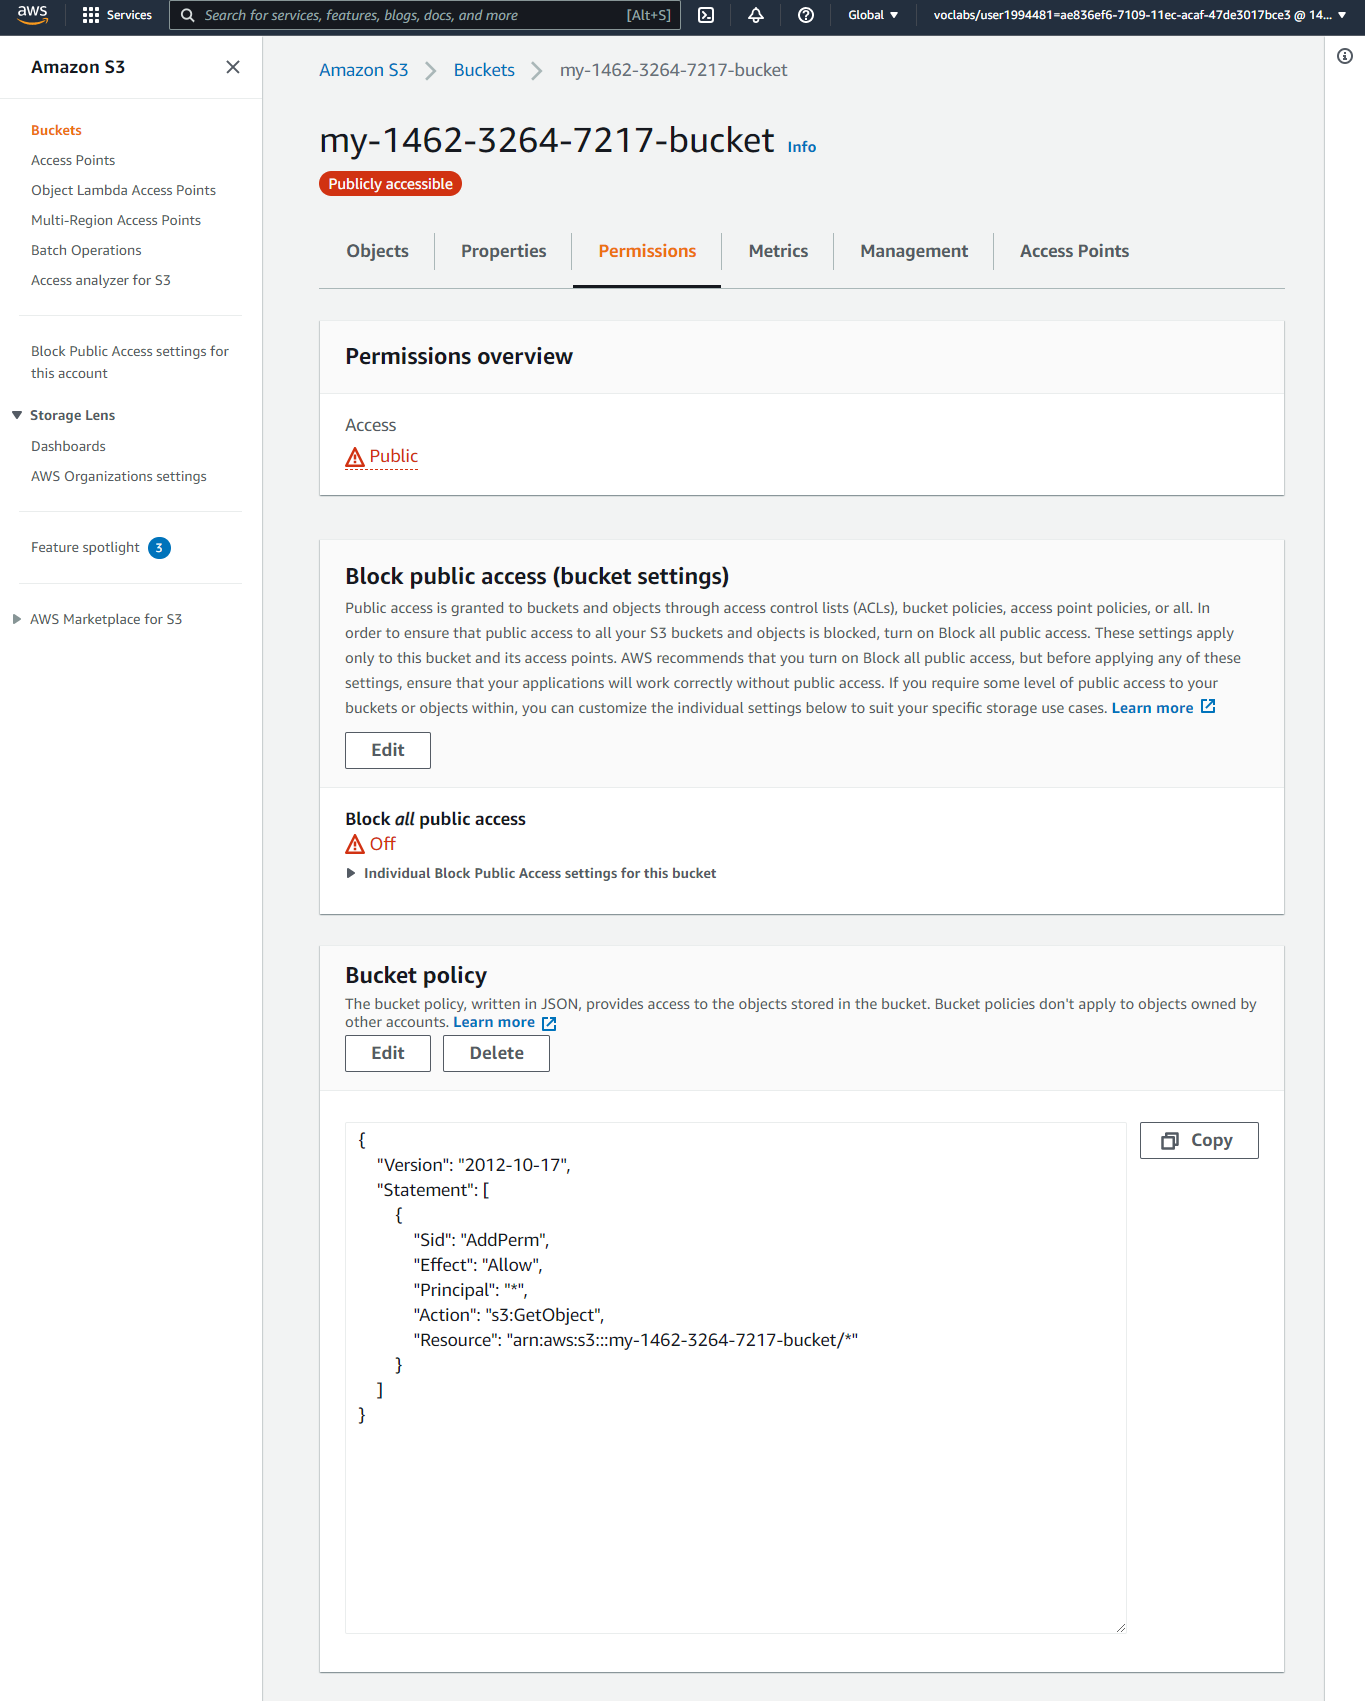 aws
Services
Search for services, features, blogs, docs, and more
[Alt+S]
Global
voclabs/user1994481=ae836ef6-7109-11ec-acaf-47de3017bce3 @ 14...
Amazon S3
Buckets
Access Points
Object Lambda Access Points
Multi-Region Access Points
Batch Operations
Access analyzer for S3
Block Public Access settings for
this account
Storage Lens
Dashboards
AWS Organizations settings
Feature spotlight 3
AWS Marketplace for S3
Amazon S3 > Buckets > my-1462-3264-7217-bucket
my-1462-3264-7217-bucket Info
Publicly accessible
Objects Properties Permissions Metrics Management Access Points
Permissions overview
Access
Public
Block public access (bucket settings)
Public access is granted to buckets and objects through access control lists (ACLs), bucket policies, access point policies, or all. In
order to ensure that public access to all your S3 buckets and objects is blocked, turn on Block all public access. These settings apply
only to this bucket and its access points. AWS recommends that you turn on Block all public access, but before applying any of these
settings, ensure that your applications will work correctly without public access. If you require some level of public access to your
buckets or objects within, you can customize the individual settings below to suit your specific storage use cases. Learn more
Edit
Block all public access
Off
Individual Block Public Access settings for this bucket
Bucket policy
The bucket policy, written in JSON, provides access to the objects stored in the bucket. Bucket policies don't apply to objects owned by
other accounts. Learn more
Edit Delete
Copy
{
"Version": "2012-10-17",
"Statement": [
{
"Sid": "AddPerm",
"Effect": "Allow",
"Principal": "*",
"Action": "s3:GetObject",
"Resource": "arn:aws:s3:::my-1462-3264-7217-bucket/*"
}
]
}